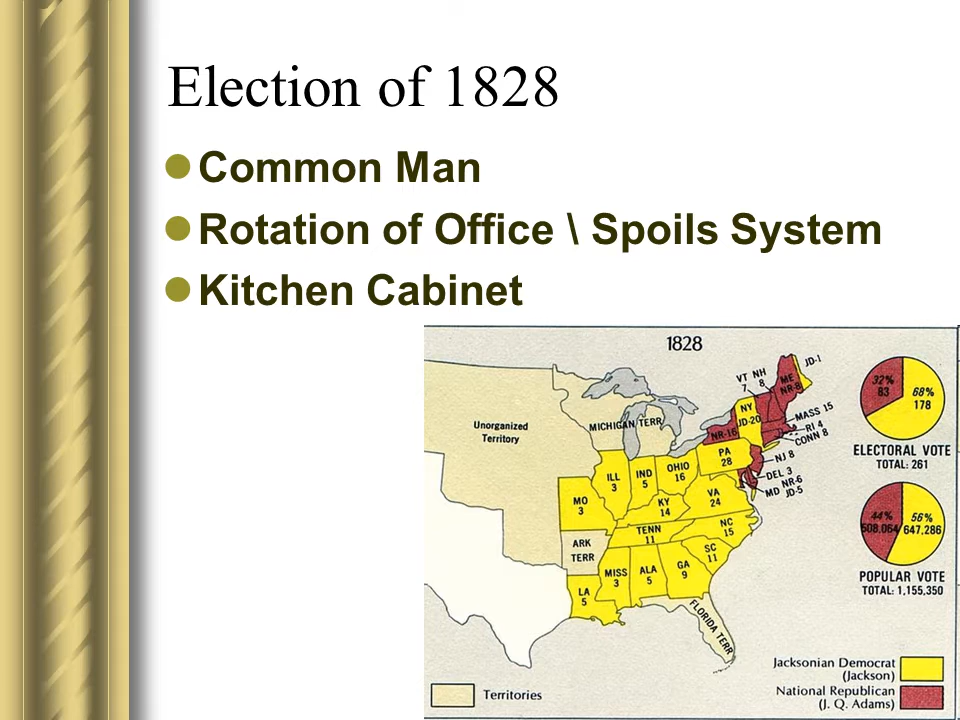 Election of 1828
Common Man
Rotation of Office \ Spoils System
Kitchen Cabinet
1828
Unorganized
Territory
MICHIGAN TERR
VT
7
NH
8
ME
NR-8
JD-1
NY
JD-20
NR-16
MASS 15
RI 4
CONN 8
PA
28
NJ 8
DEL 3
MD NR-6
JD-5
ILL
3
IND
5
OHIO
16
MO
3
KY
14
VA
24
TENN
11
NC
15
ARK
TERR
SC
11
MISS
3
ALA
5
GA
9
LA
5
FLORIDA TERR
32%
83
68%
178
ELECTORAL VOTE
TOTAL: 261
44%
508,064
56%
647,286
POPULAR VOTE
TOTAL: 1,155,350
Territories
Jacksonian Democrat
(Jackson)
National Republican
(J. Q. Adams)